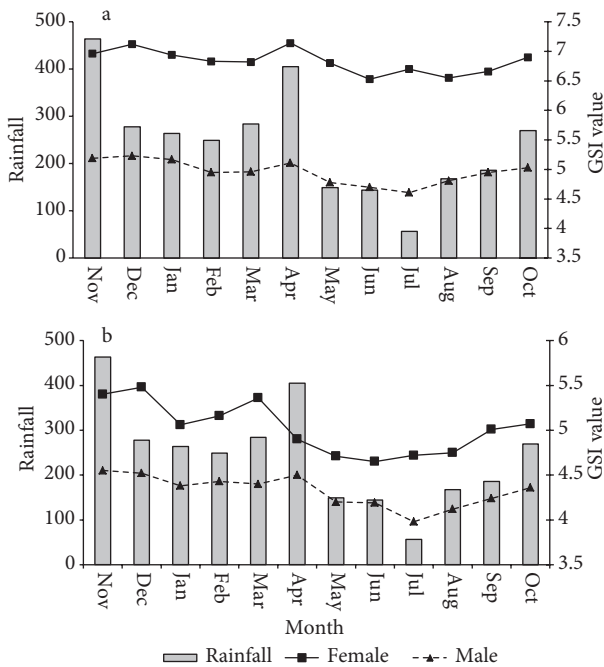 a
500
400
300
200
100
0
Rainfall
7.5
7
6.5
6
5.5
5
4.5
4
3.5
GSI value
Nov Dec Jan Feb Mar Apr May Jun Jul Aug Sep Oct
b
500
400
300
200
100
0
Rainfall
6
5.5
5
4.5
4
3.5
GSI value
Nov Dec Jan Feb Mar Apr May Jun Jul Aug Sep Oct
Month
Rainfall Female Male